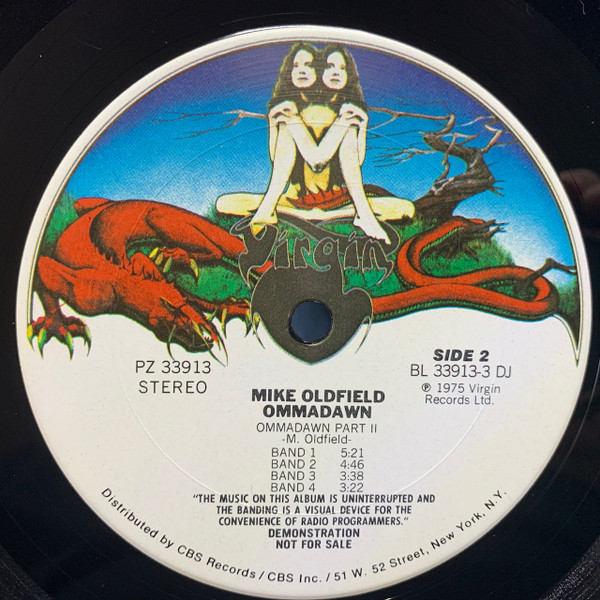 Virgin
PZ 33913
STEREO
SIDE 2
BL 33913-3 DJ
℗ 1975 Virgin
Records Ltd.
MIKE OLDFIELD
OMMADAWN
OMMADAWN PART II
-M. Oldfield-
BAND 1 5:21
BAND 2 4:46
BAND 3 3:38
BAND 4 3:22
"THE MUSIC ON THIS ALBUM IS UNINTERRUPTED AND
THE BANDING IS A VISUAL DEVICE FOR THE
CONVENIENCE OF RADIO PROGRAMMERS."
DEMONSTRATION
NOT FOR SALE
Distributed by CBS Records / CBS Inc. / 51 W. 52 Street, New York, N.Y.